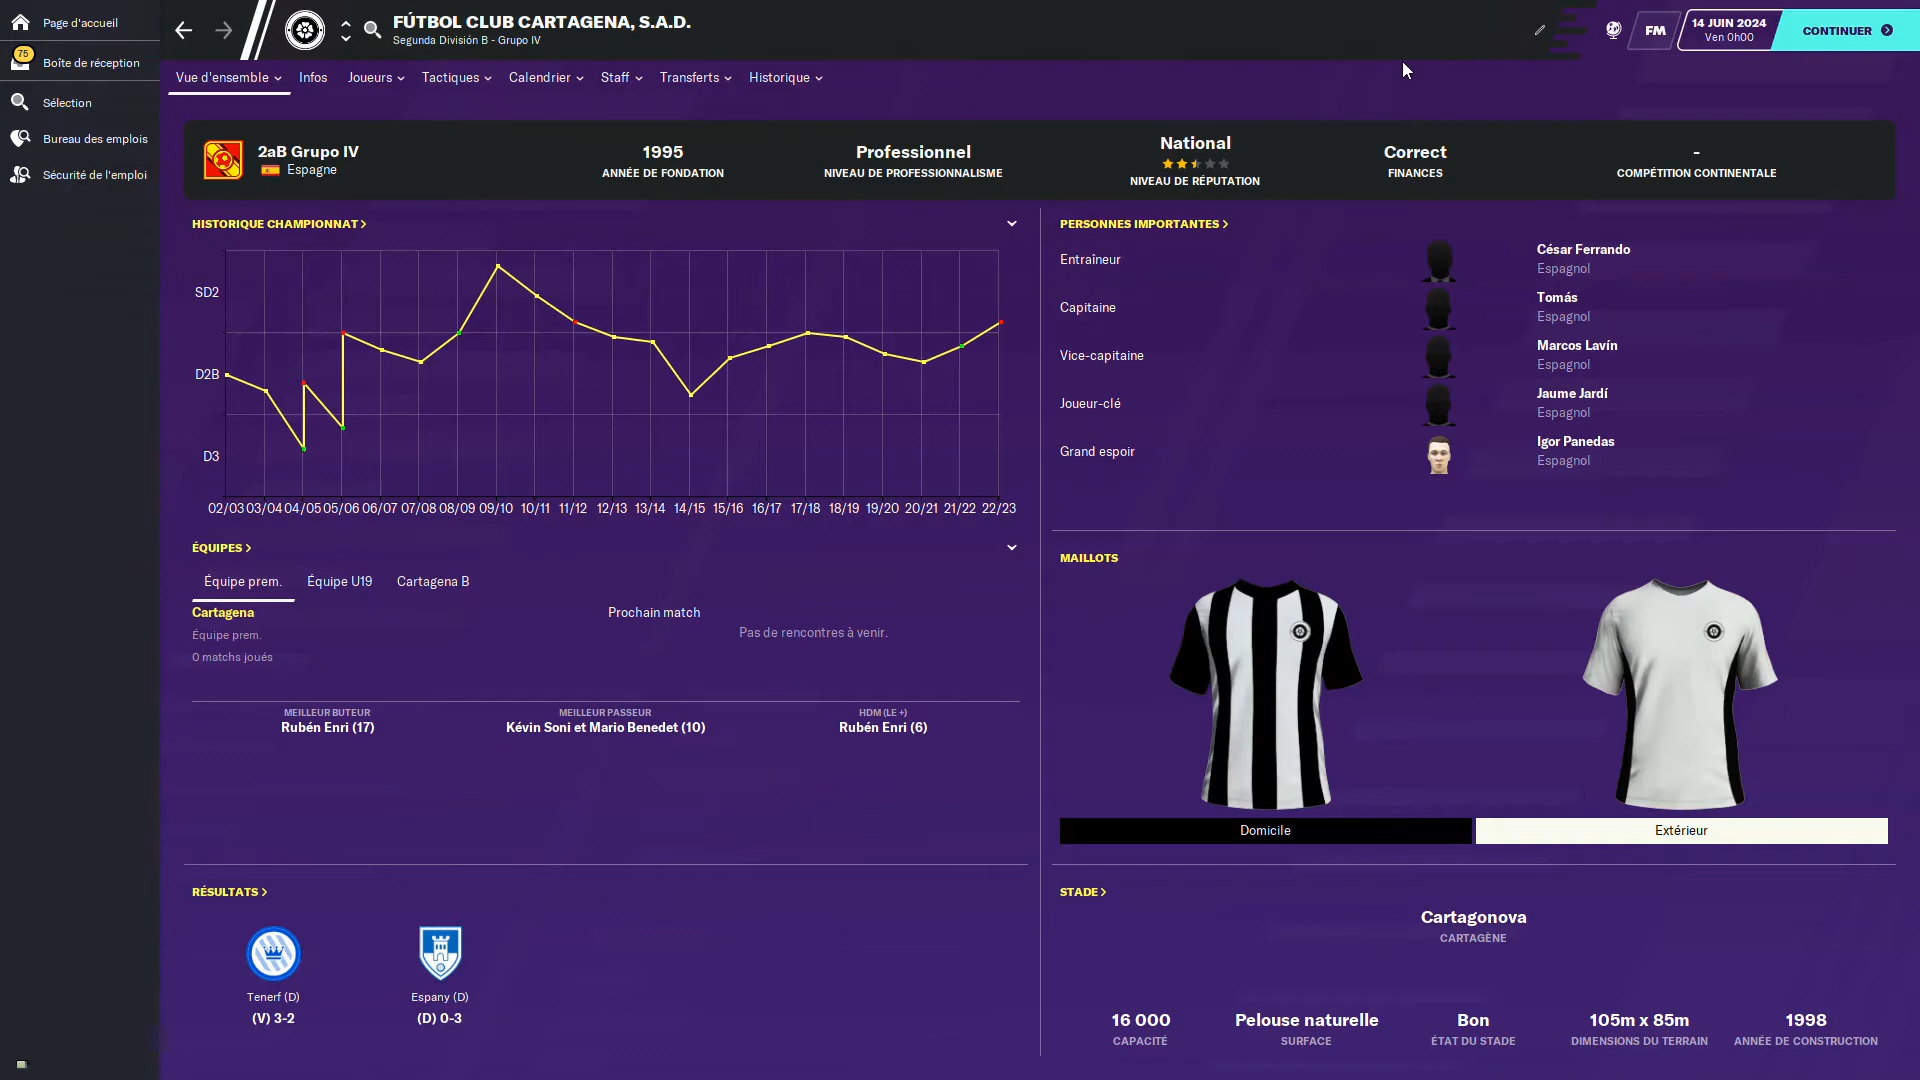 Page d'accueil
75
Boîte de réception
Sélection
Bureau des emplois
Sécurité de l'emploi
FÚTBOL CLUB CARTAGENA, S.A.D.
Segunda División B - Grupo IV
FM
14 JUIN 2024
Ven 0h00
CONTINUER
Vue d'ensemble
Infos
Joueurs
Tactiques
Calendrier
Staff
Transferts
Historique
2aB Grupo IV
Espagne
1995
ANNÉE DE FONDATION
Professionnel
NIVEAU DE PROFESSIONNALISME
National
NIVEAU DE RÉPUTATION
Correct
FINANCES
-
COMPÉTITION CONTINENTALE
HISTORIQUE CHAMPIONNAT >
SD2
D2B
D3
02/03 03/04 04/05 05/06 06/07 07/08 08/09 09/10 10/11 11/12 12/13 13/14 14/15 15/16 16/17 17/18 18/19 19/20 20/21 21/22 22/23
ÉQUIPES >
Équipe prem.
Équipe U19
Cartagena B
Cartagena
Équipe prem.
0 matchs joués
Prochain match
Pas de rencontres à venir.
MEILLEUR BUTEUR
Rubén Enri (17)
MEILLEUR PASSEUR
Kévin Soni et Mario Benedet (10)
HDM (LE +)
Rubén Enri (6)
RÉSULTATS >
Tenerf (D)
(V) 3-2
Espany (D)
(D) 0-3
PERSONNES IMPORTANTES >
Entraîneur
César Ferrando
Espagnol
Capitaine
Tomás
Espagnol
Vice-capitaine
Marcos Lavín
Espagnol
Joueur-clé
Jaume Jardí
Espagnol
Grand espoir
Igor Panedas
Espagnol
MAILLOTS
Domicile
Extérieur
STADE >
Cartagonova
CARTAGÈNE
16 000
CAPACITÉ
Pelouse naturelle
SURFACE
Bon
ÉTAT DU STADE
105m x 85m
DIMENSIONS DU TERRAIN
1998
ANNÉE DE CONSTRUCTION